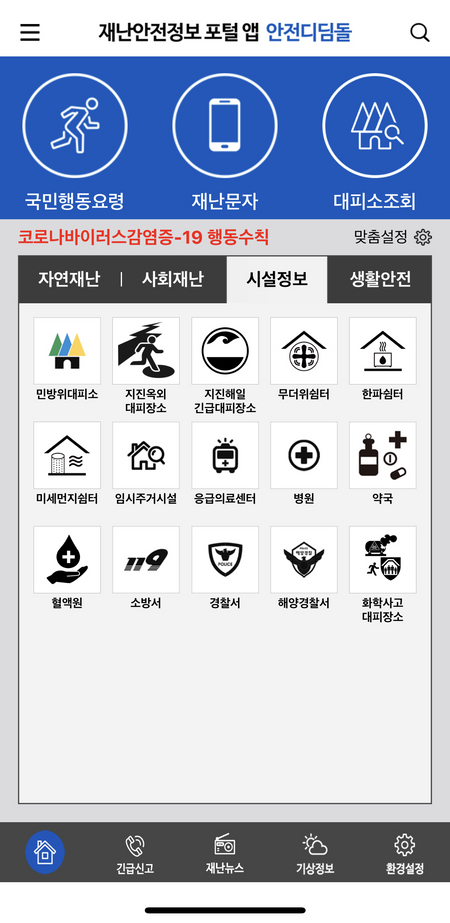 재난안전정보 포털 앱 안전디딤돌
국민행동요령 재난문자 대피소조회
코로나바이러스감염증-19 행동수칙 맞춤설정
자연재난 | 사회재난 시설정보 생활안전
민방위대피소 지진옥외 지진해일 무더위쉼터 한파쉼터
대피장소 긴급대피장소
미세먼지쉼터 임시주거시설 응급의료센터 병원 약국
119 POLICE
혈액원 소방서 경찰서 해양경찰서 화학사고
대피장소
긴급신고 재난뉴스 기상정보 환경설정